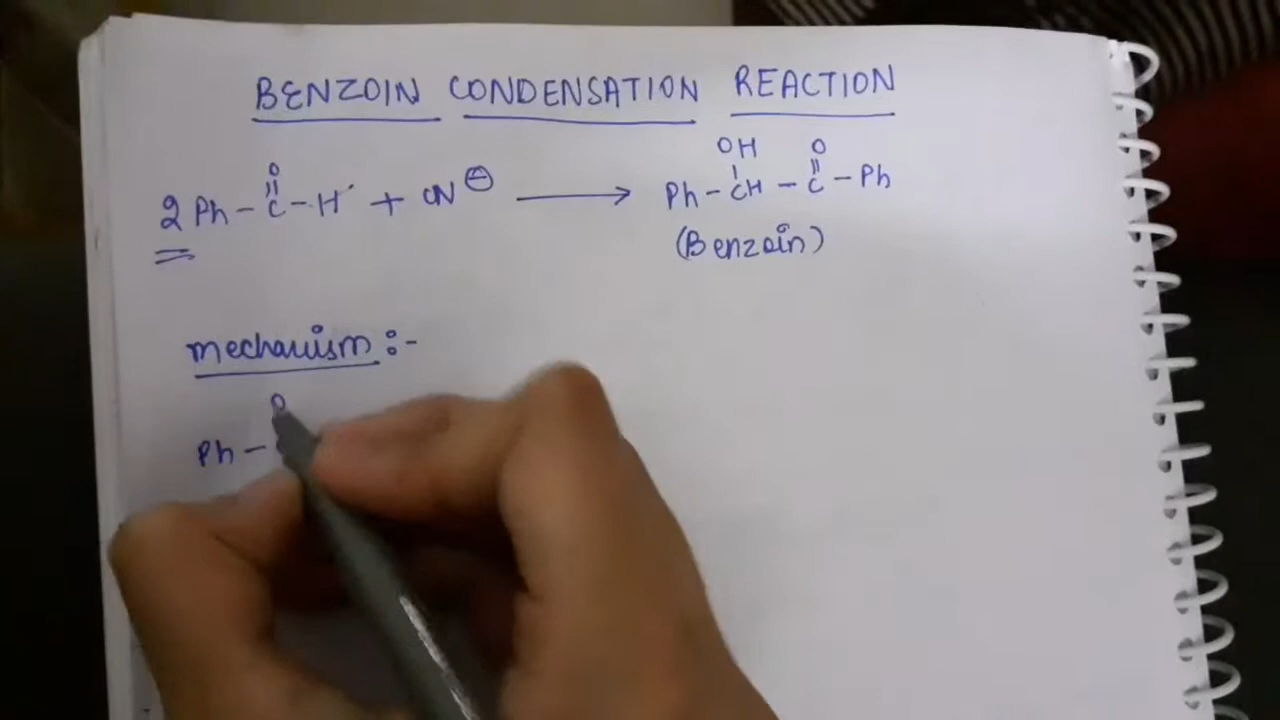 BENZOIN CONDENSATION REACTION
OH O
O || | ||
2 Ph - C - H + CN ⊖ ⟶ Ph - CH - C - Ph
(Benzoin)
mechanism :-
O
Ph -